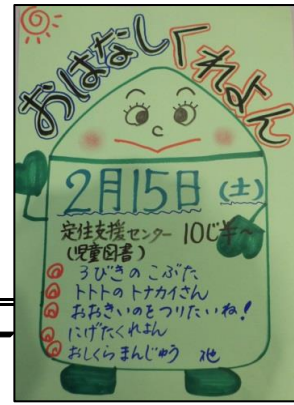 おはなしくれよん
2月15日(土)
定住支援センター 10じ半~
(児童図書)
3びきのこぶた
トトトのトナカイさん
おおきいのをつりたいね!
にげたくれよん
おしくらまんじゅう 他